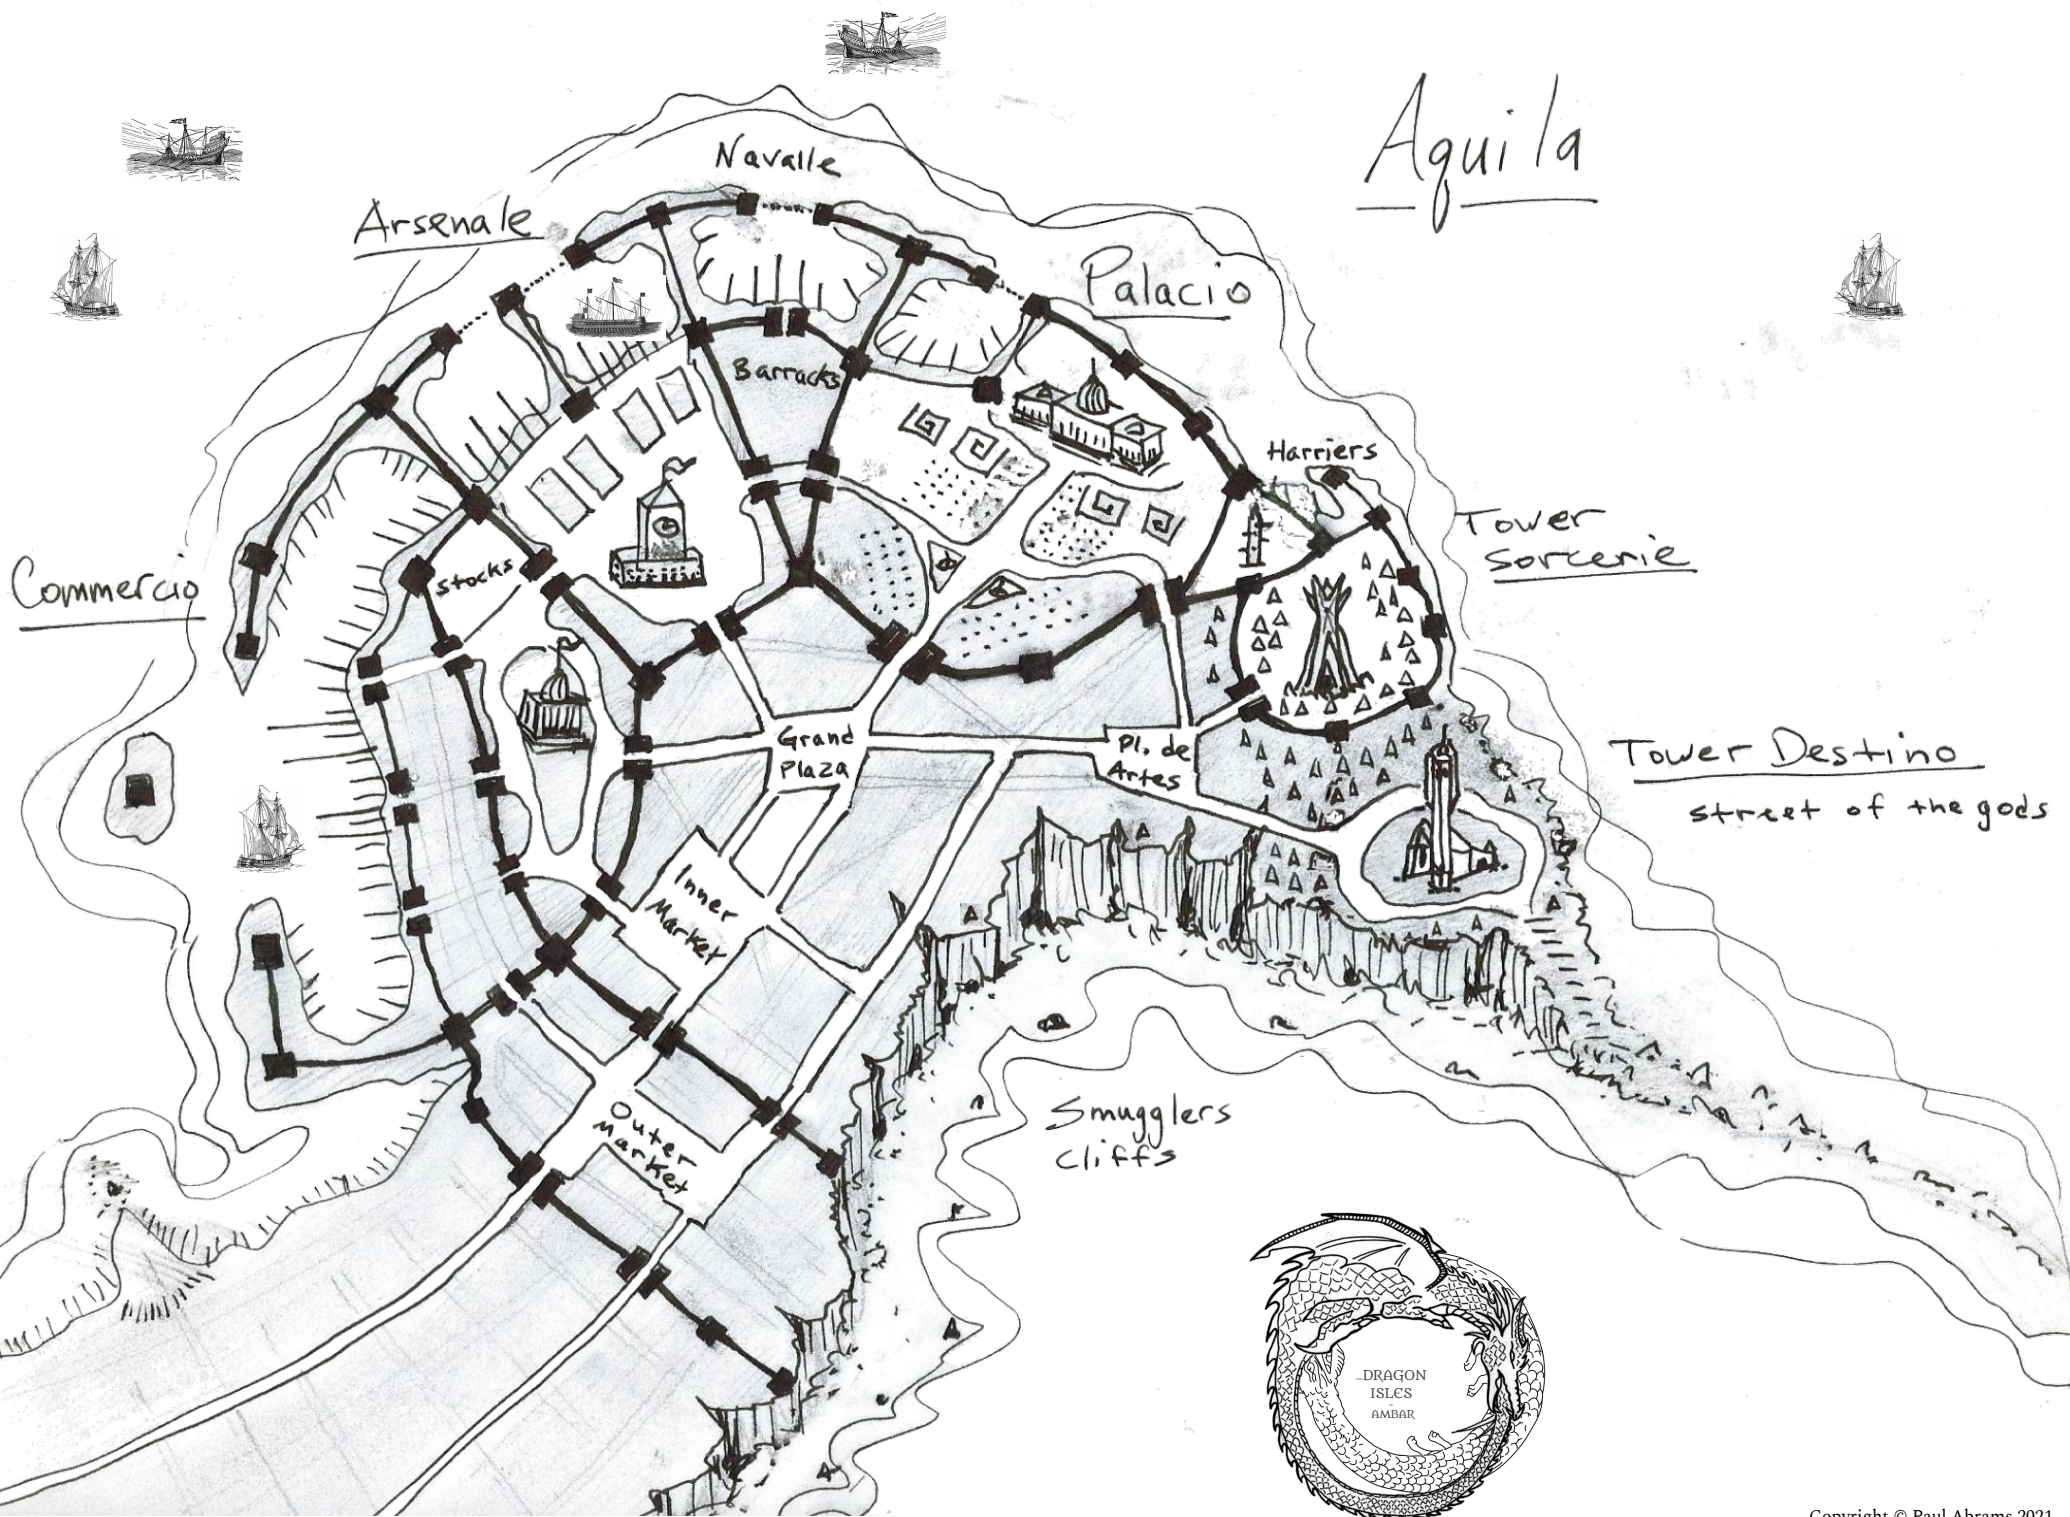 Aquila
Navalle
Arsenale
Palacio
Barracks
Harriers
Tower
Sorcerie
Commercio
Stocks
Grand
Plaza
Pl. de
Artes
Tower Destino
street of the gods
Inner
Market
Outer
Market
Smugglers
Cliffs
DRAGON
ISLES
AMBAR
Copyright © Paul Abrams 2021